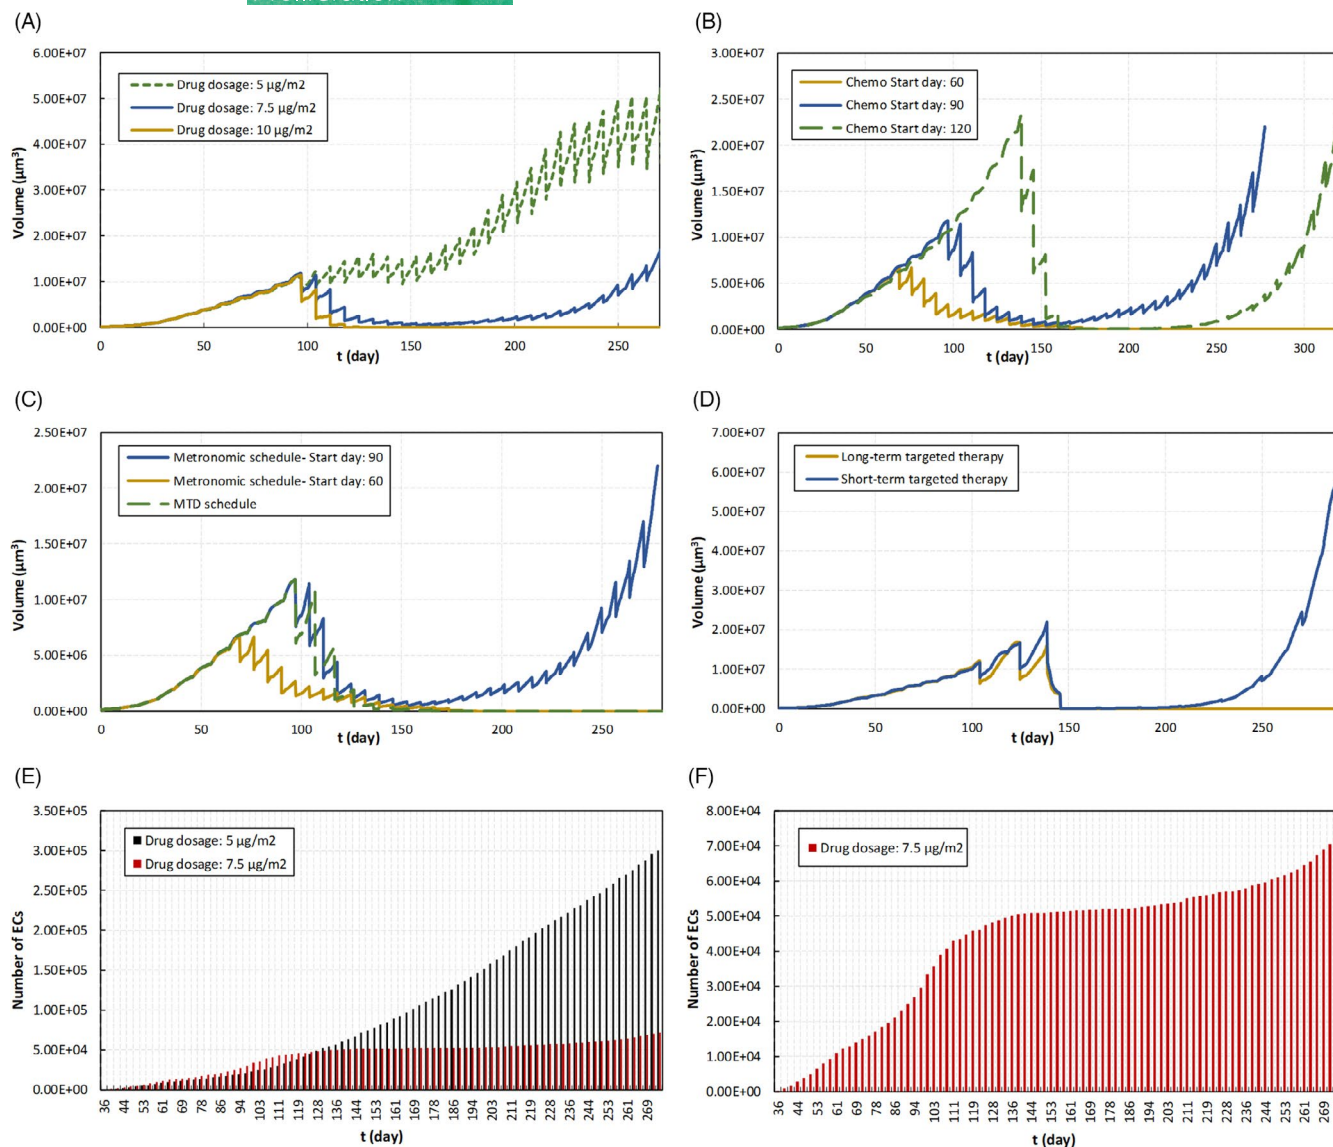 (A)
6.00E+07
5.00E+07
4.00E+07
3.00E+07
2.00E+07
1.00E+07
0.00E+00
Volume (µm³)
Drug dosage: 5 µg/m2
Drug dosage: 7.5 µg/m2
Drug dosage: 10 µg/m2
0 50 100 150 200 250
t (day)
(B)
3.00E+07
2.50E+07
2.00E+07
1.50E+07
1.00E+07
5.00E+06
0.00E+00
Volume (µm³)
Chemo Start day: 60
Chemo Start day: 90
Chemo Start day: 120
0 50 100 150 200 250 300
t (day)
(C)
2.50E+07
2.00E+07
1.50E+07
1.00E+07
5.00E+06
0.00E+00
Volume (µm³)
Metronomic schedule- Start day: 90
Metronomic schedule- Start day: 60
MTD schedule
0 50 100 150 200 250
t (day)
(D)
7.00E+07
6.00E+07
5.00E+07
4.00E+07
3.00E+07
2.00E+07
1.00E+07
0.00E+00
Volume (µm³)
Long-term targeted therapy
Short-term targeted therapy
0 50 100 150 200 250
t (day)
(E)
3.50E+05
3.00E+05
2.50E+05
2.00E+05
1.50E+05
1.00E+05
5.00E+04
0.00E+00
Number of ECs
Drug dosage: 5 µg/m2
Drug dosage: 7.5 µg/m2
36 44 53 61 69 78 86 94 103 111 119 128 136 144 153 161 169 178 186 194 203 211 219 228 236 244 253 261 269
t (day)
(F)
8.00E+04
7.00E+04
6.00E+04
5.00E+04
4.00E+04
3.00E+04
2.00E+04
1.00E+04
0.00E+00
Number of ECs
Drug dosage: 7.5 µg/m2
36 44 53 61 69 78 86 94 103 111 119 128 136 144 153 161 169 178 186 194 203 211 219 228 236 244 253 261 269
t (day)